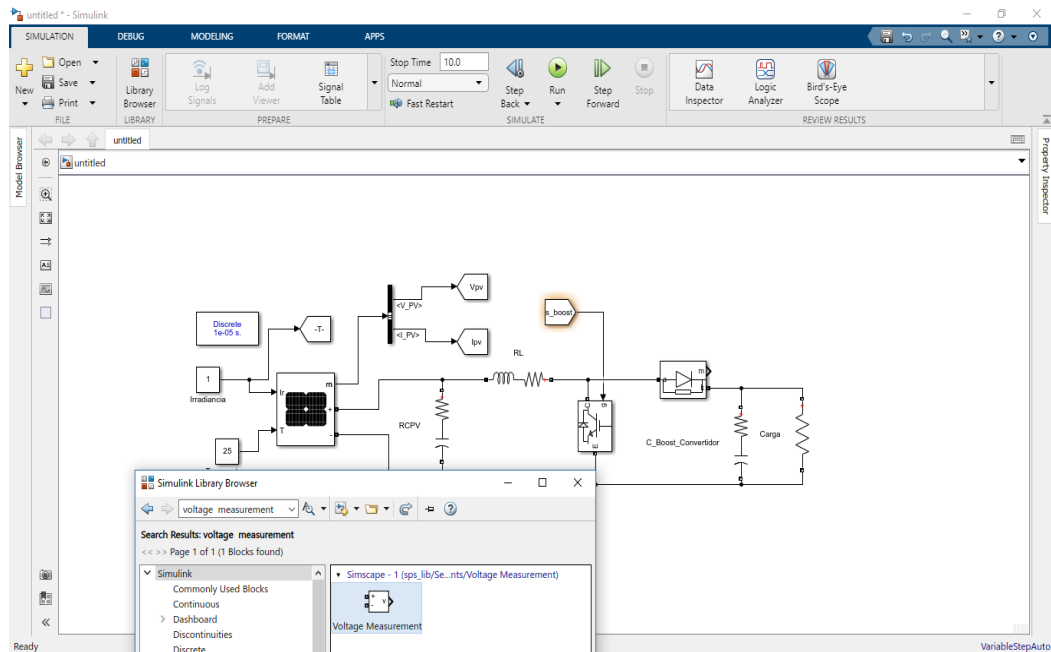 untitled * - Simulink
SIMULATION DEBUG MODELING FORMAT APPS
New
Open
Save
Print
FILE
Library Browser
LIBRARY
Log Signals
Add Viewer
Signal Table
PREPARE
Stop Time 10.0
Normal
Fast Restart
Step Back
Run
Step Forward
Stop
SIMULATE
Data Inspector
Logic Analyzer
Bird's-Eye Scope
REVIEW RESULTS
Model Browser
untitled
untitled
Property Inspector
Discrete
1e-05 s.
-T-
<V_PV>
Vpv
<I_PV>
Ipv
s_boost
RL
1
Irradiancia
Ir
T
m
+
-
25
RCPV
g
C
E
a
k
m
C_Boost_Convertidor
Carga
Simulink Library Browser
voltage measurement
Search Results: voltage measurement
<< >> Page 1 of 1 (1 Blocks found)
Simulink
Commonly Used Blocks
Continuous
Dashboard
Discontinuities
Discrete
Simscape - 1 (sps_lib/Se...nts/Voltage Measurement)
+
-
v
Voltage Measurement
Ready
VariableStepAuto